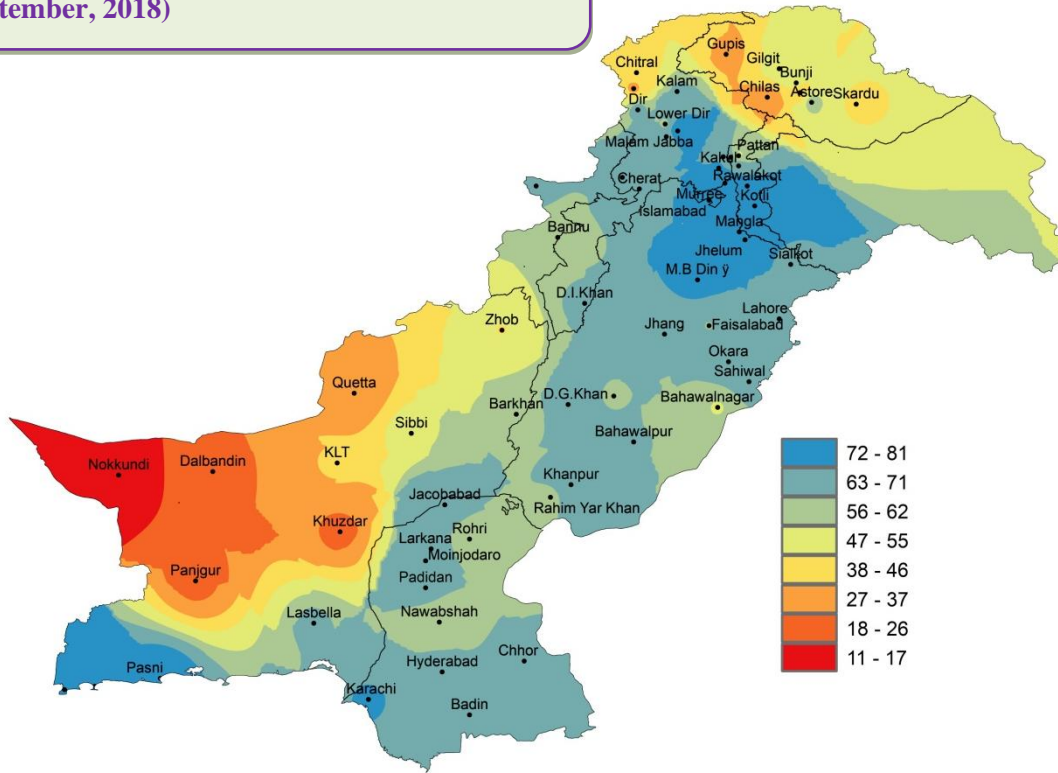 tember, 2018)
Gupis
Gilgit
Chitral
Bunji
Kalam
Chilas
Astore
Skardu
Dir
Lower Dir
Malam Jabba
Pattan
Kakul
Cherat
Rawalakot
Murree
Kotli
Islamabad
Mangla
Bannu
Jhelum
Sialkot
M.B Din ÿ
D.I.Khan
Zhob
Lahore
Jhang
Faisalabad
Okara
Quetta
Sahiwal
D.G.Khan
Bahawalnagar
Barkhan
Sibbi
Bahawalpur
KLT
Nokkundi
Dalbandin
Khanpur
Jacobabad
Rahim Yar Khan
Khuzdar
Rohri
Larkana
Moinjodaro
Panjgur
Padidan
Lasbella
Nawabshah
Pasni
Hyderabad
Chhor
Karachi
Badin
72 - 81
63 - 71
56 - 62
47 - 55
38 - 46
27 - 37
18 - 26
11 - 17